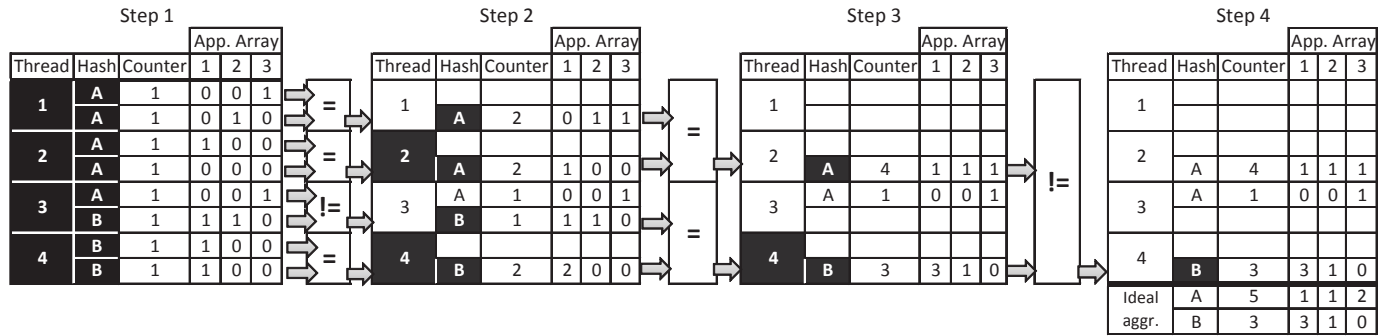 Step 1 Step 2 Step 3 Step 4
App. Array App. Array App. Array App. Array
Thread Hash Counter 1 2 3 Thread Hash Counter 1 2 3 Thread Hash Counter 1 2 3 Thread Hash Counter 1 2 3
1 A 1 0 0 1 = 1 1 1
A 1 0 1 0 A 2 0 1 1 =
2 A 1 1 0 0 = 2 2 2
A 1 0 0 0 A 2 1 0 0 A 4 1 1 1 != A 4 1 1 1
3 A 1 0 0 1 != 3 A 1 0 0 1 = 3 A 1 0 0 1 3 A 1 0 0 1
B 1 1 1 0 B 1 1 1 0
4 B 1 1 0 0 = 4 4 4
B 1 1 0 0 B 2 2 0 0 B 3 3 1 0 B 3 3 1 0
Ideal A 5 1 1 2
aggr. B 3 3 1 0